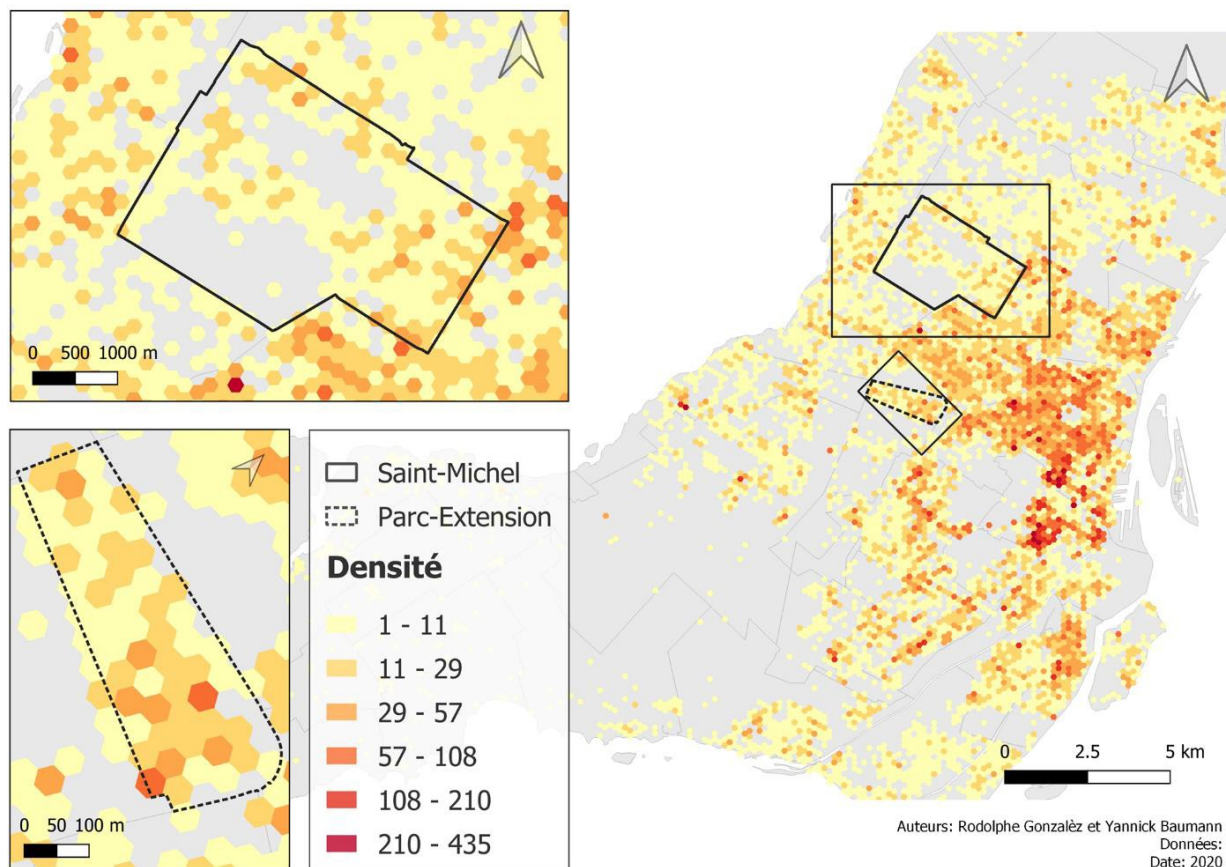 0 500 1000 m
Saint-Michel
Parc-Extension
Densité
1 - 11
11 - 29
29 - 57
57 - 108
108 - 210
210 - 435
0 50 100 m
0 2.5 5 km
Auteurs: Rodolphe Gonzalèz et Yannick Baumann
Données:
Date: 2020